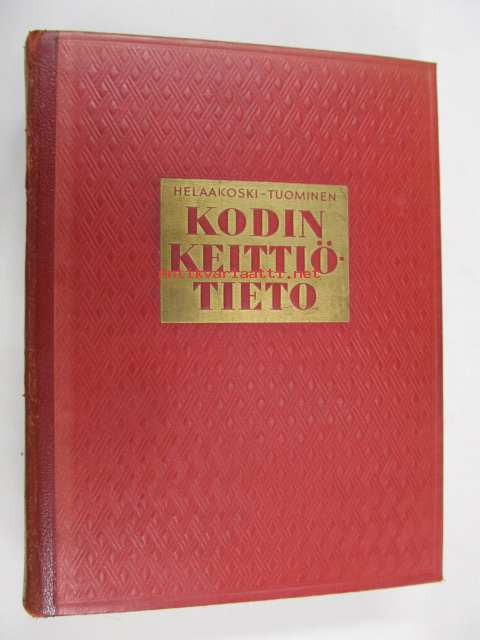 HELAAKOSKI-TUOMINEN
KODIN
KEITTIÖ-
antikvariaatti.net
TIETO